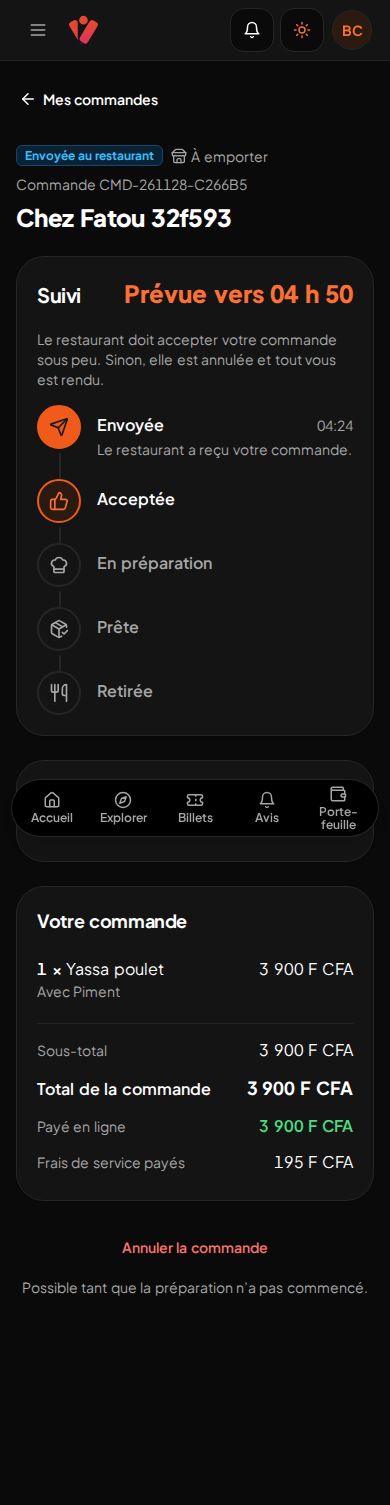 BC
Mes commandes
Envoyée au restaurant À emporter
Commande CMD-261128-C266B5
Chez Fatou 32f593
Suivi Prévue vers 04 h 50
Le restaurant doit accepter votre commande
sous peu. Sinon, elle est annulée et tout vous
est rendu.
Envoyée 04:24
Le restaurant a reçu votre commande.
Acceptée
En préparation
Prête
Retirée
Accueil Explorer Billets Avis Porte-
feuille
Votre commande
1 × Yassa poulet 3 900 F CFA
Avec Piment
Sous-total 3 900 F CFA
Total de la commande 3 900 F CFA
Payé en ligne 3 900 F CFA
Frais de service payés 195 F CFA
Annuler la commande
Possible tant que la préparation n'a pas commencé.